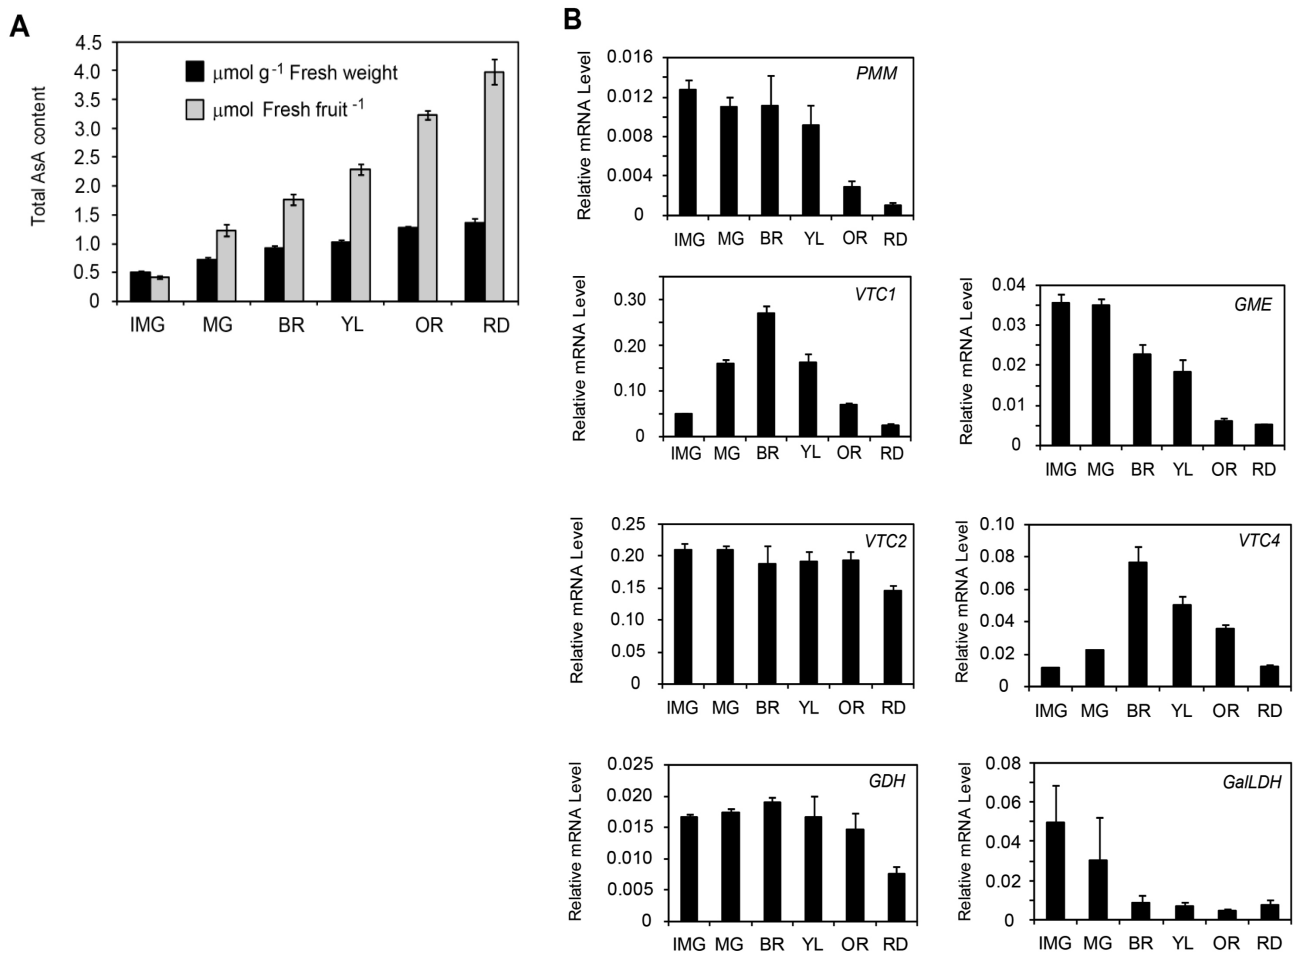 A
4.5
4.0
3.5
3.0
2.5
2.0
1.5
1.0
0.5
0
Total AsA content
μmol g⁻¹ Fresh weight
μmol Fresh fruit ⁻¹
IMG MG BR YL OR RD
B
Relative mRNA Level
0.016
0.012
0.008
0.004
0
PMM
IMG MG BR YL OR RD
Relative mRNA Level
0.30
0.20
0.10
0
VTC1
IMG MG BR YL OR RD
Relative mRNA Level
0.04
0.03
0.02
0.01
0
GME
IMG MG BR YL OR RD
Relative mRNA Level
0.25
0.20
0.15
0.10
0.05
0
VTC2
IMG MG BR YL OR RD
Relative mRNA Level
0.10
0.08
0.06
0.04
0.02
0
VTC4
IMG MG BR YL OR RD
Relative mRNA Level
0.025
0.020
0.015
0.010
0.005
0
GDH
IMG MG BR YL OR RD
Relative mRNA Level
0.08
0.06
0.04
0.02
0
GalLDH
IMG MG BR YL OR RD